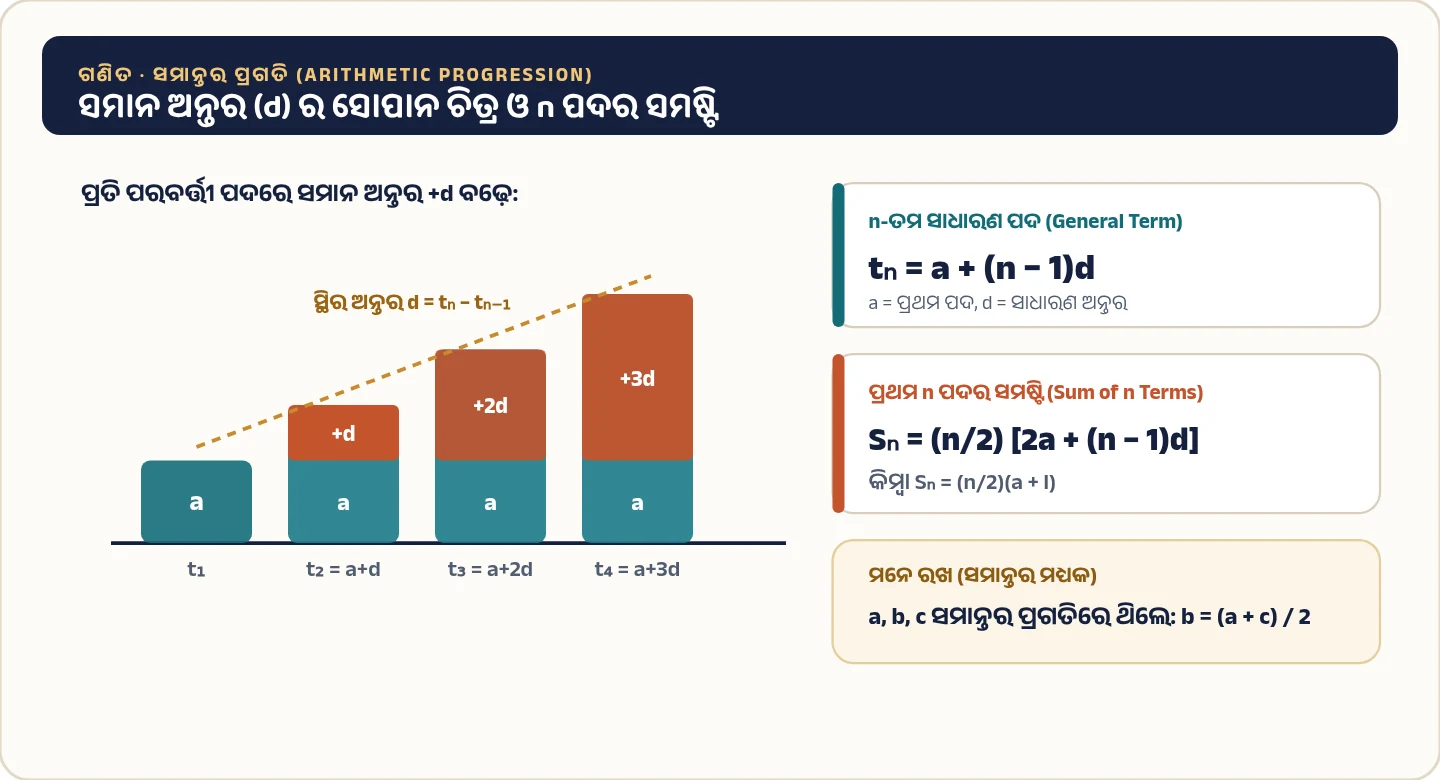 ଗଣିତ · ସମାନ୍ତର ପ୍ରଗତି (ARITHMETIC PROGRESSION)
ସମାନ ଅନ୍ତର (d) ର ସୋପାନ ଚିତ୍ର ଓ n ପଦର ସମଷ୍ଟି
ପ୍ରତି ପରବର୍ତ୍ତୀ ପଦରେ ସମାନ ଅନ୍ତର +d ବଢ଼େ:
ସ୍ଥିର ଅନ୍ତର d = tₙ − tₙ₋₁
+3d
+2d
+d
a
a
a
a
t₁
t₂ = a+d
t₃ = a+2d
t₄ = a+3d
n-ତମ ସାଧାରଣ ପଦ (General Term)
tₙ = a + (n − 1)d
a = ପ୍ରଥମ ପଦ, d = ସାଧାରଣ ଅନ୍ତର
ପ୍ରଥମ n ପଦର ସମଷ୍ଟି (Sum of n Terms)
Sₙ = (n/2) [2a + (n − 1)d]
କିମ୍ବା Sₙ = (n/2)(a + l)
ମନେ ରଖ (ସମାନ୍ତର ମଧ୍ୟକ)
a, b, c ସମାନ୍ତର ପ୍ରଗତିରେ ଥିଲେ: b = (a + c) / 2